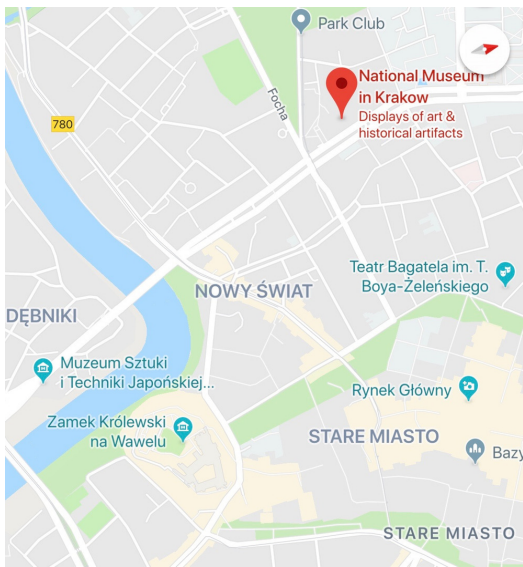 Park Club
National Museum
in Krakow
Displays of art &
historical artifacts
Focha
780
Teatr Bagatela im. T.
Boya-Żeleńskiego
NOWY ŚWIAT
DĘBNIKI
Muzeum Sztuki
i Techniki Japońskiej...
Rynek Główny
Zamek Królewski
na Wawelu
STARE MIASTO
Bazy
STARE MIASTO